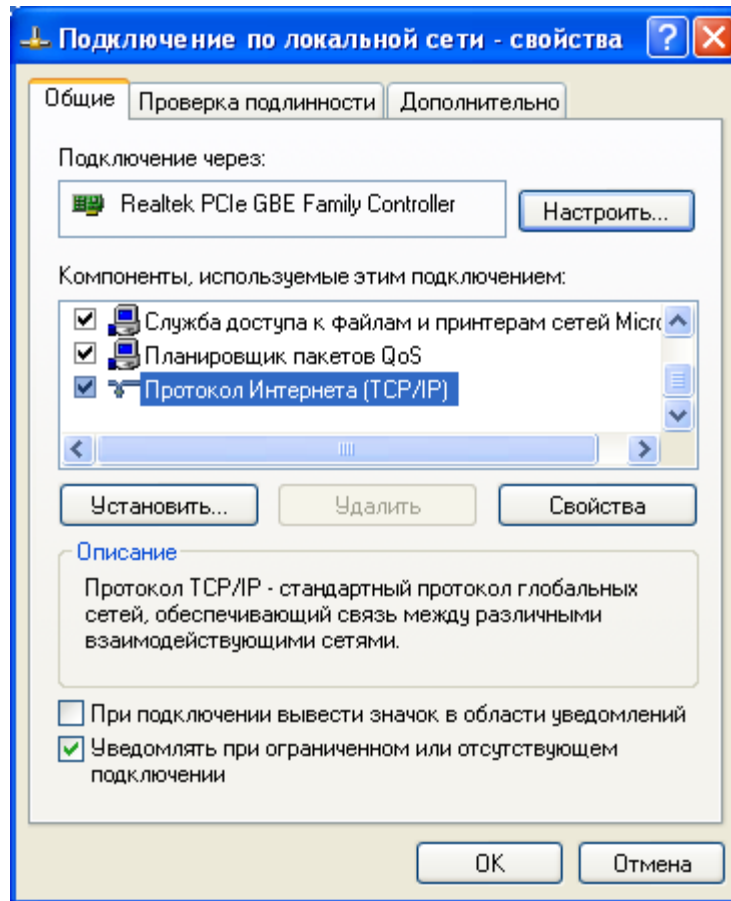 Подключение по локальной сети - свойства
Общие Проверка подлинности Дополнительно
Подключение через:
Realtek PCIe GBE Family Controller Настроить...
Компоненты, используемые этим подключением:
Служба доступа к файлам и принтерам сетей Micro
Планировщик пакетов QoS
Протокол Интернета (TCP/IP)
Установить... Удалить Свойства
Описание
Протокол TCP/IP - стандартный протокол глобальных
сетей, обеспечивающий связь между различными
взаимодействующими сетями.
При подключении вывести значок в области уведомлений
Уведомлять при ограниченном или отсутствующем
подключении
OK Отмена